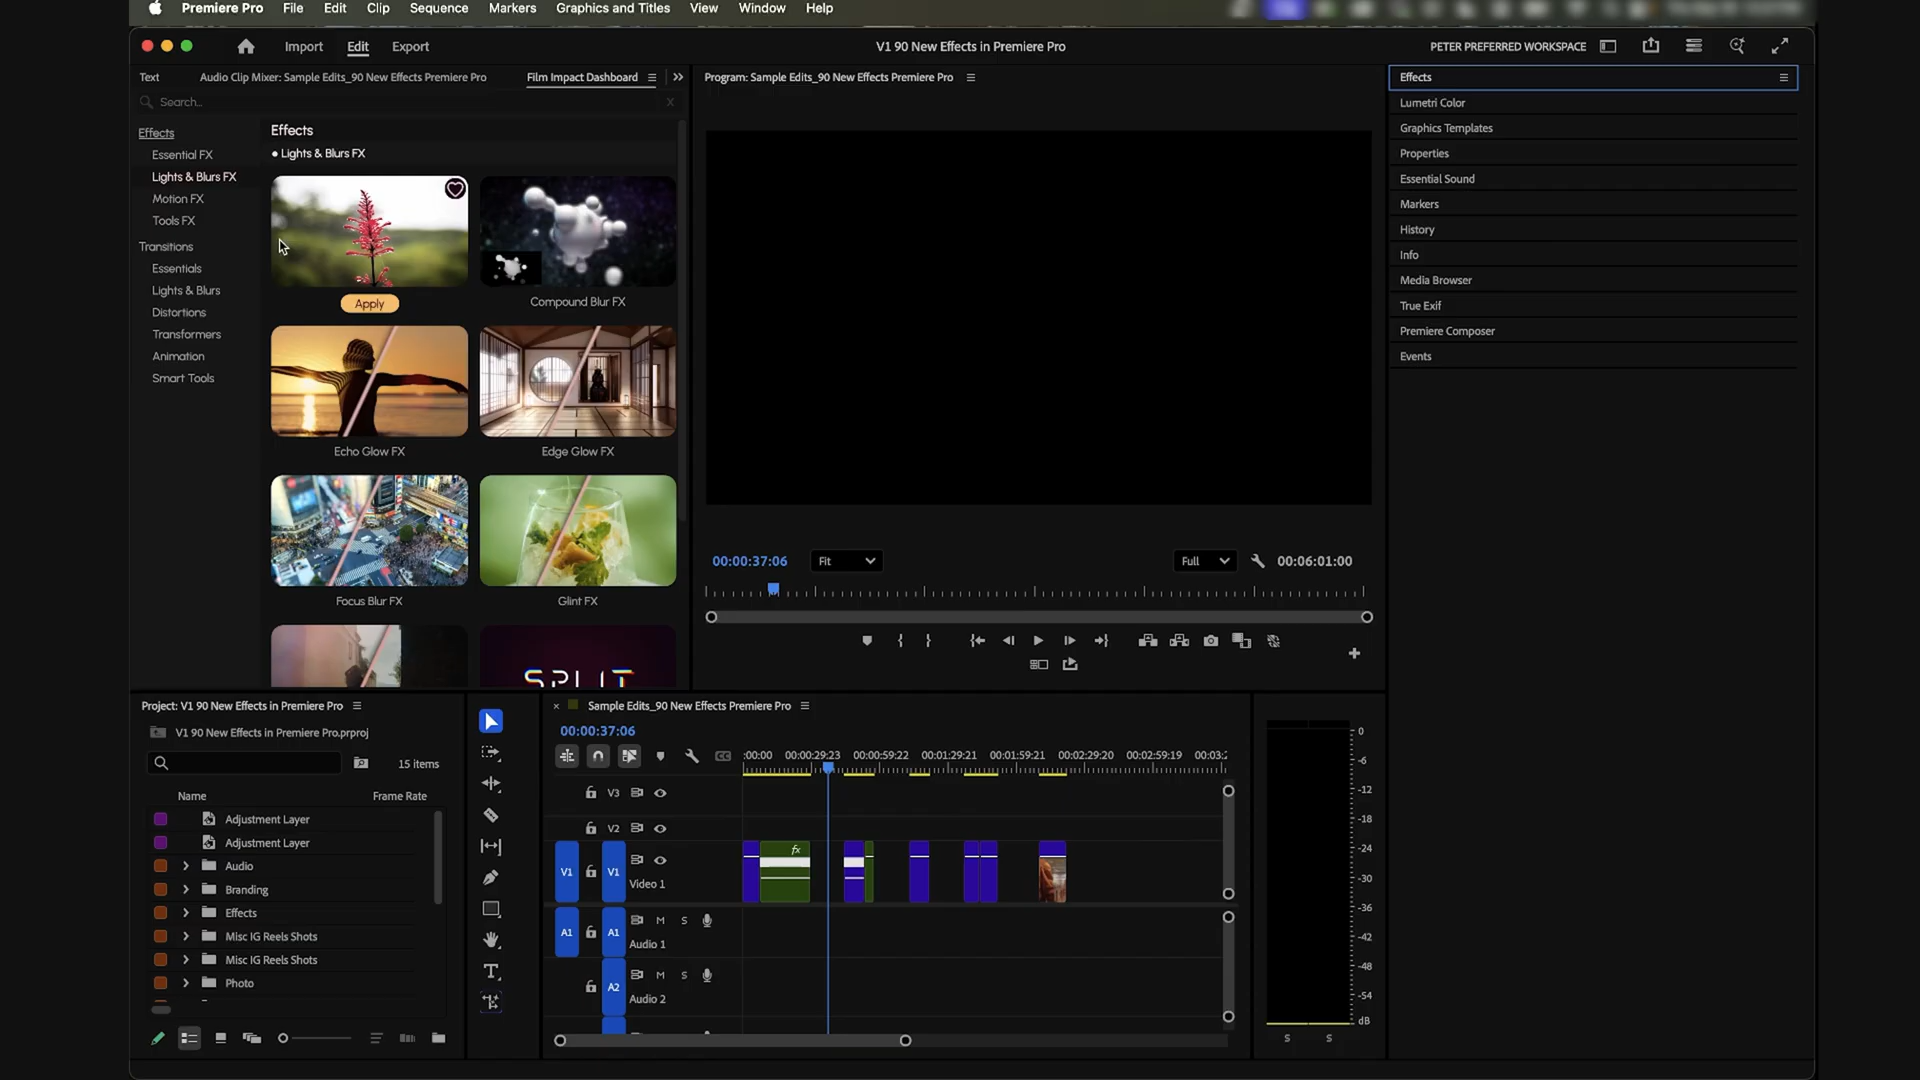 Premiere Pro File Edit Clip Sequence Markers Graphics and Titles View Window Help
Import Edit Export
V1 90 New Effects in Premiere Pro
PETER PREFERRED WORKSPACE
Text Audio Clip Mixer: Sample Edits_90 New Effects Premiere Pro Film Impact Dashboard
Search...
X
Effects
Essential FX
Lights & Blurs FX
Motion FX
Tools FX
Transitions
Essentials
Lights & Blurs
Distortions
Transformers
Animation
Smart Tools
Effects
• Lights & Blurs FX
Apply
Compound Blur FX
Echo Glow FX
Edge Glow FX
Focus Blur FX
Glint FX
SPLIT
Program: Sample Edits_90 New Effects Premiere Pro
00:00:37:06
Fit
Full
00:06:01:00
Effects
Lumetri Color
Graphics Templates
Properties
Essential Sound
Markers
History
Info
Media Browser
True Exif
Premiere Composer
Events
Project: V1 90 New Effects in Premiere Pro
V1 90 New Effects in Premiere Pro.prproj
15 items
Name Frame Rate
Adjustment Layer
Adjustment Layer
Audio
Branding
Effects
Misc IG Reels Shots
Misc IG Reels Shots
Photo
T
× Sample Edits_90 New Effects Premiere Pro
00:00:37:06
CC
:00:00 00:00:29:23 00:00:59:22 00:01:29:21 00:01:59:21 00:02:29:20 00:02:59:19 00:03:2
V3
V2
fx
V1 V1
Video 1
A1 A1 M S
Audio 1
A2 M S
Audio 2
0
-6
-12
-18
-24
-30
-36
-42
-48
-54
dB
S S